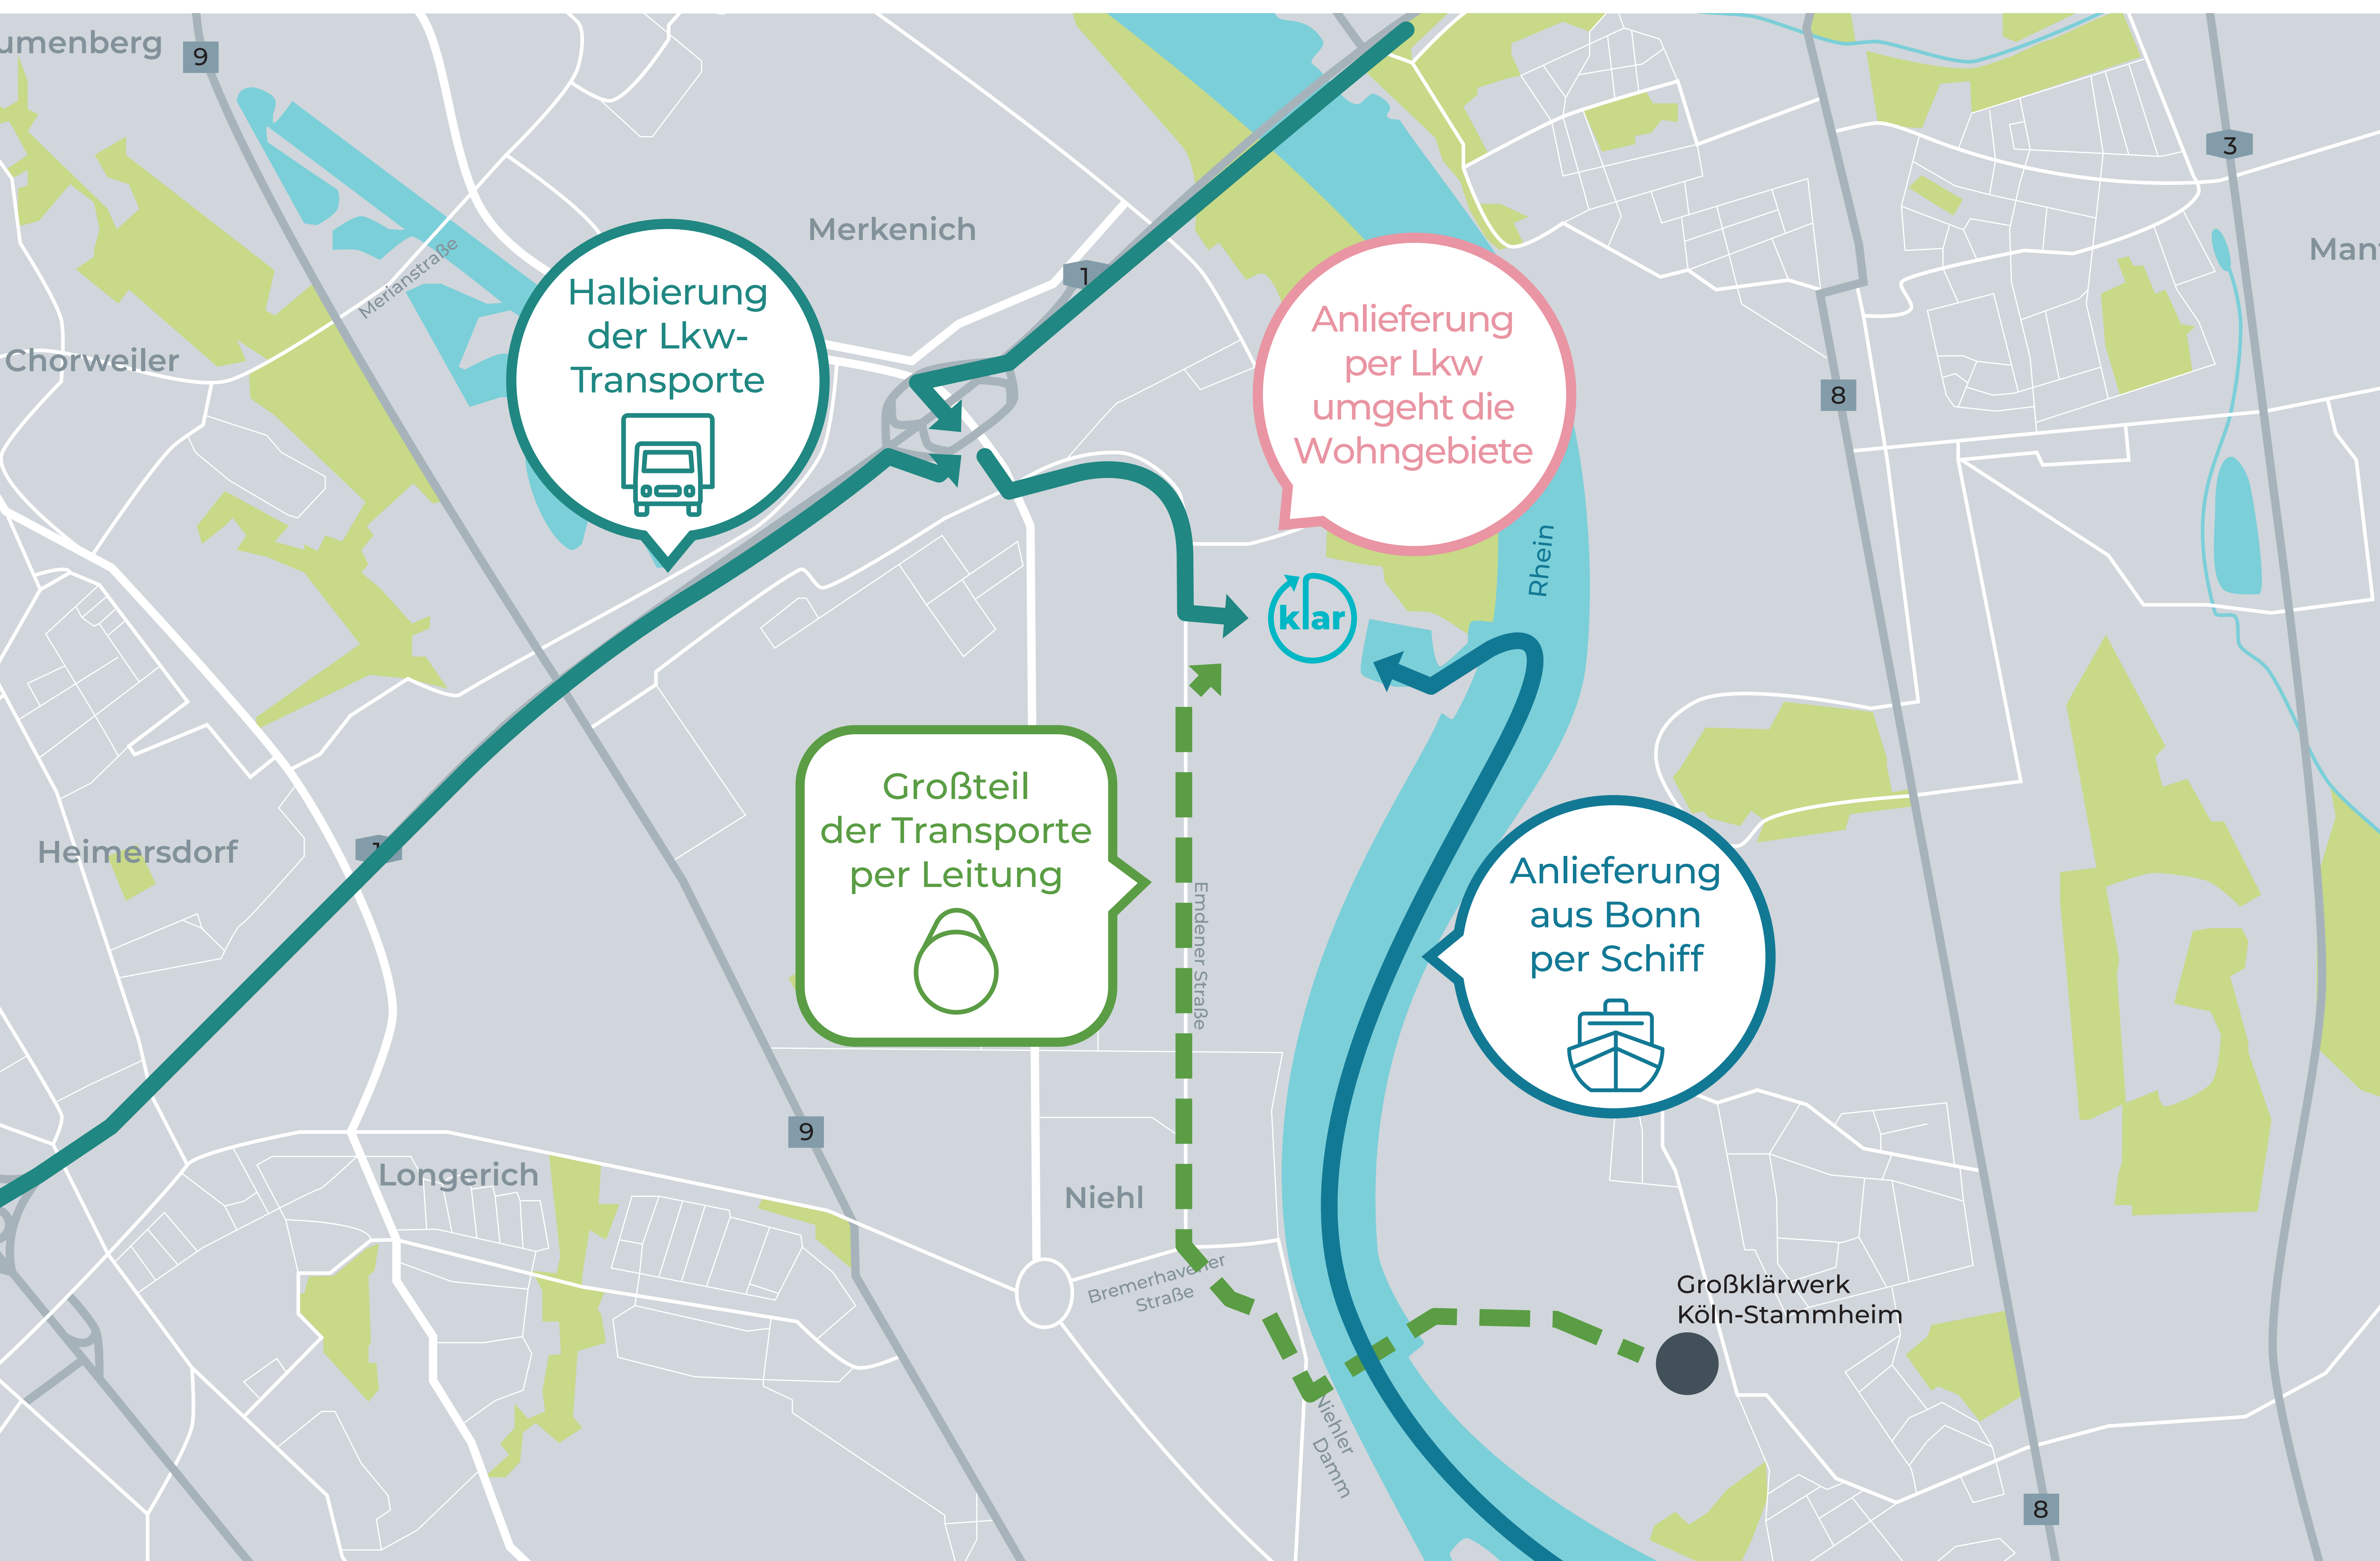 umenberg
9
3
Merkenich
Man
Merianstraße
1
Halbierung
der Lkw-
Transporte
Anlieferung
per Lkw
umgeht die
Wohngebiete
Chorweiler
8
Rhein
klar
Großteil
der Transporte
per Leitung
Heimersdorf
1
Emdener Straße
Anlieferung
aus Bonn
per Schiff
9
Longerich
Niehl
Bremerhavener
Straße
Großklärwerk
Köln-Stammheim
Niehler
Damm
8